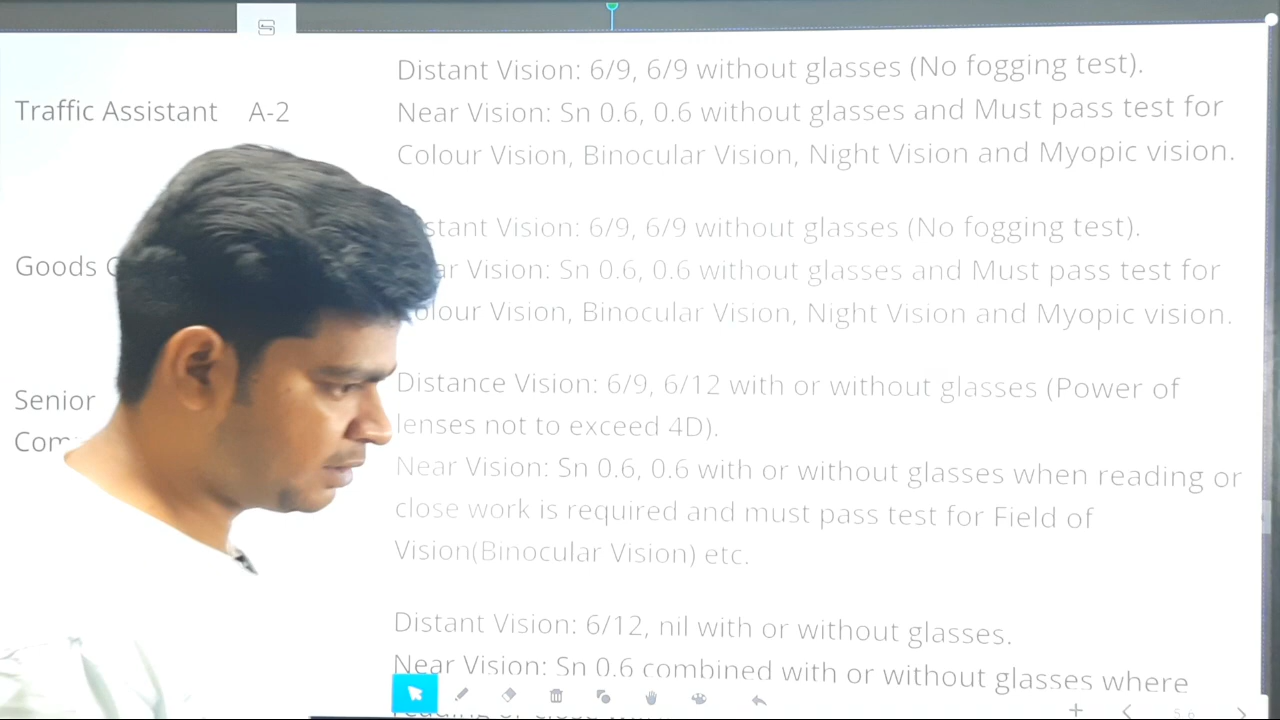 Distant Vision: 6/9, 6/9 without glasses (No fogging test).
Traffic Assistant A-2
Near Vision: Sn 0.6, 0.6 without glasses and Must pass test for
Colour Vision, Binocular Vision, Night Vision and Myopic vision.
Vision: 6/9, 6/9 without glasses (No fogging test).
Goods
Vision: Sn 0.6, 0.6 without glasses and Must pass test for
Vision, Binocular Vision, Night Vision and Myopic vision.
Distance Vision: 6/9, 6/12 with or without glasses (Power of
Senior
lenses not to exceed 4D).
Near Vision: Sn 0.6, 0.6 with or without glasses when reading or
close work is required and must pass test for Field of
Vision(Binocular Vision) etc.
Distant Vision: 6/12, nil with or without glasses.
Near Vision: Sn 0.6 combined with or without glasses where